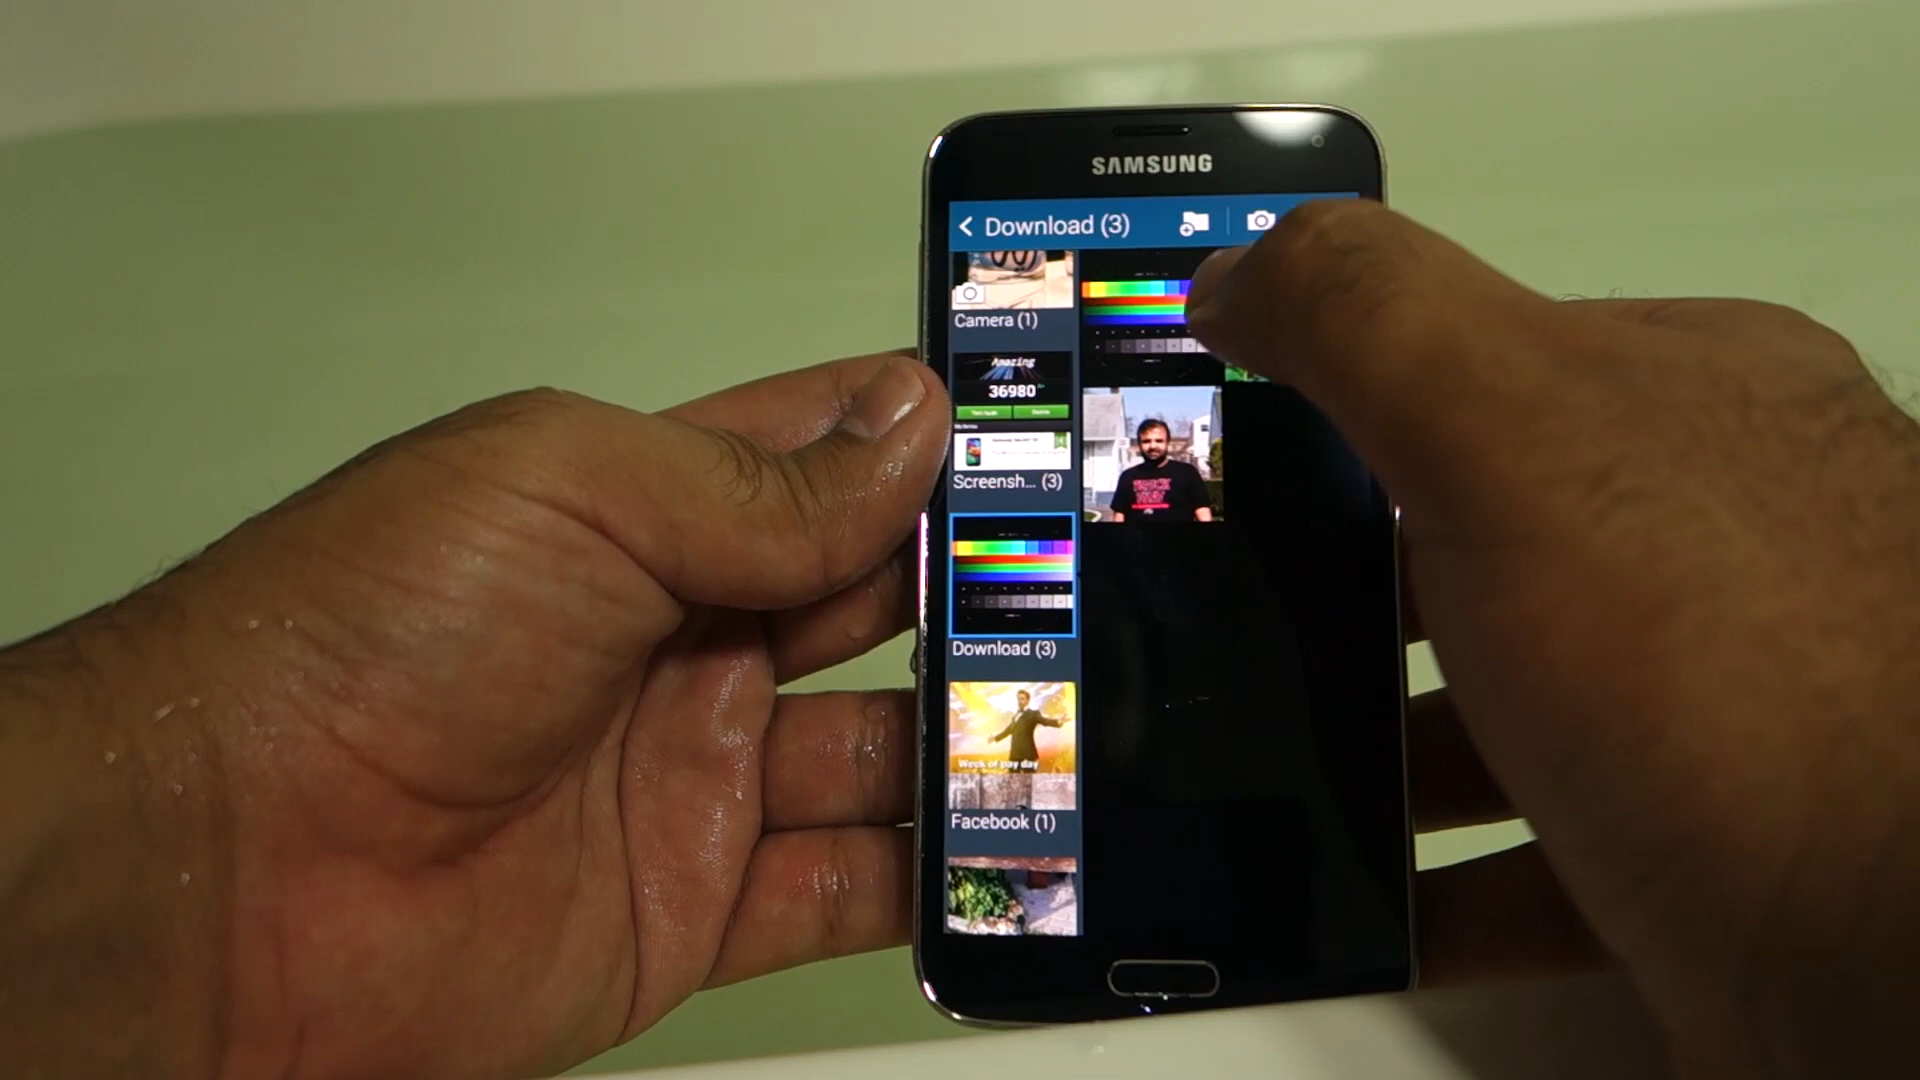 SAMSUNG
Download (3)
Camera (1)
Amazing
36980
Screensh... (3)
Download (3)
Week of pay day
Facebook (1)